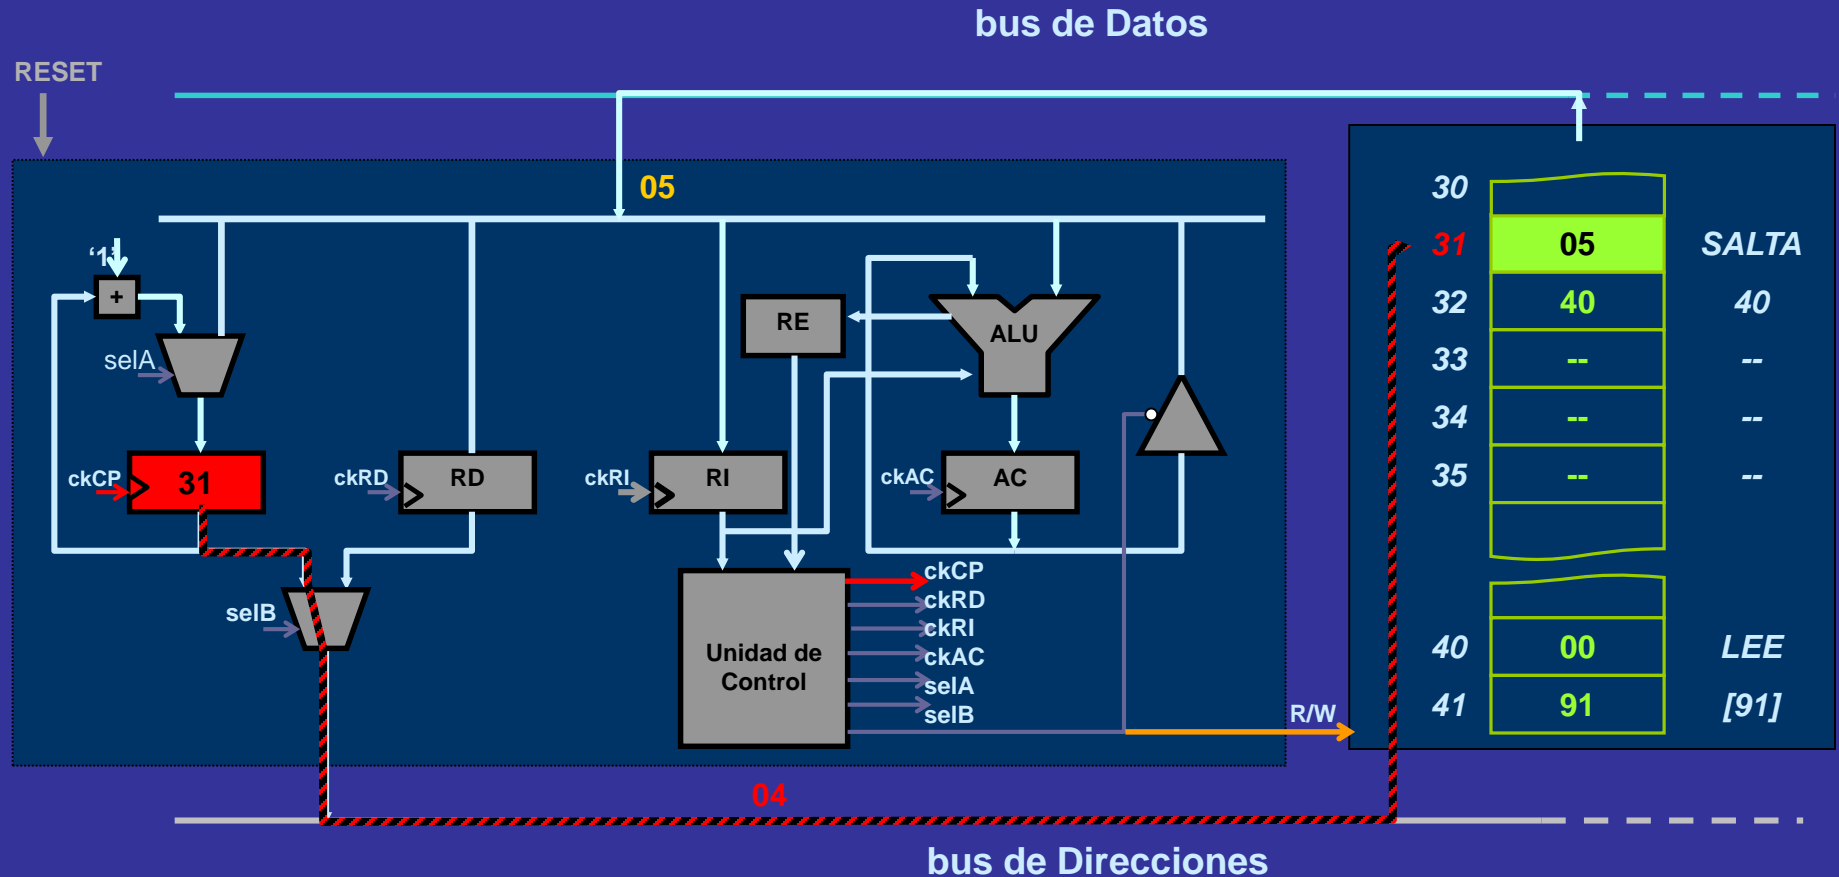 bus de Datos
RESET
05
30
31 05 SALTA
32 40 40
33 -- --
34 -- --
35 -- --
40 00 LEE
41 91 [91]
‘1’
+
selA
ckCP 31
ckRD RD
ckRI RI
RE
ALU
ckAC AC
selB
Unidad de
Control
ckCP
ckRD
ckRI
ckAC
selA
selB
R/W
04
bus de Direcciones